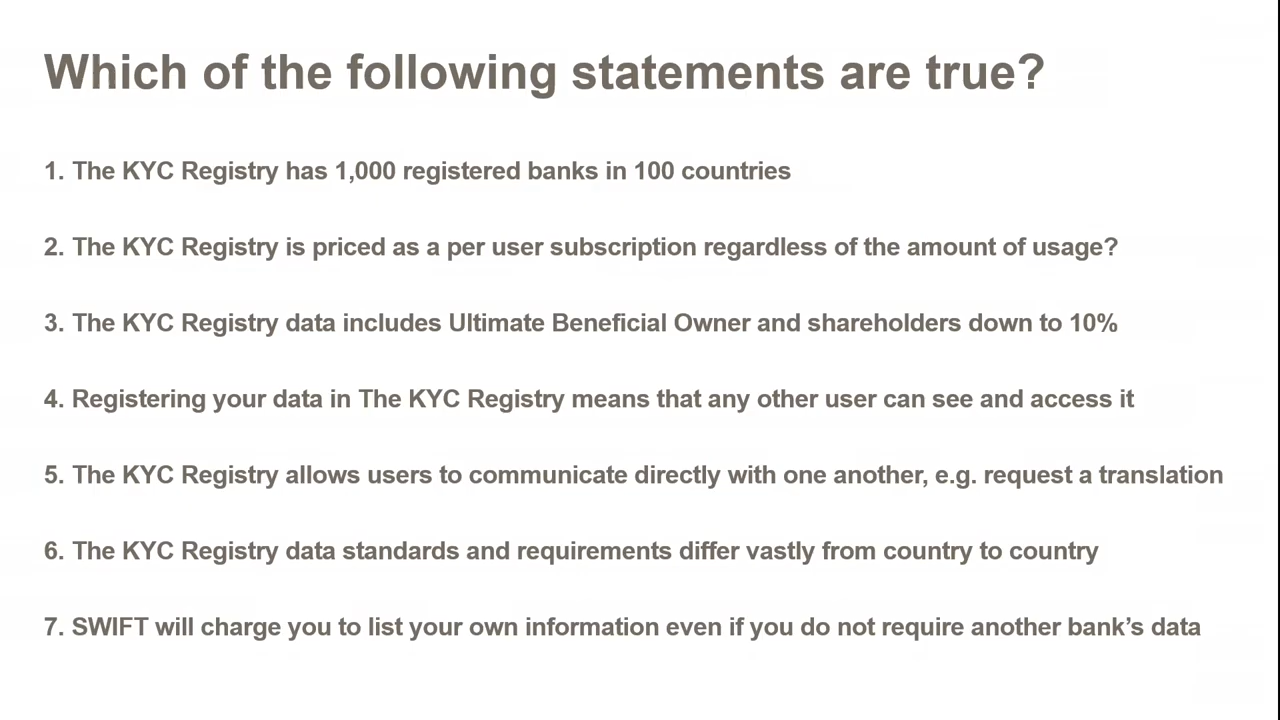 Which of the following statements are true?
1. The KYC Registry has 1,000 registered banks in 100 countries
2. The KYC Registry is priced as a per user subscription regardless of the amount of usage?
3. The KYC Registry data includes Ultimate Beneficial Owner and shareholders down to 10%
4. Registering your data in The KYC Registry means that any other user can see and access it
5. The KYC Registry allows users to communicate directly with one another, e.g. request a translation
6. The KYC Registry data standards and requirements differ vastly from country to country
7. SWIFT will charge you to list your own information even if you do not require another bank’s data